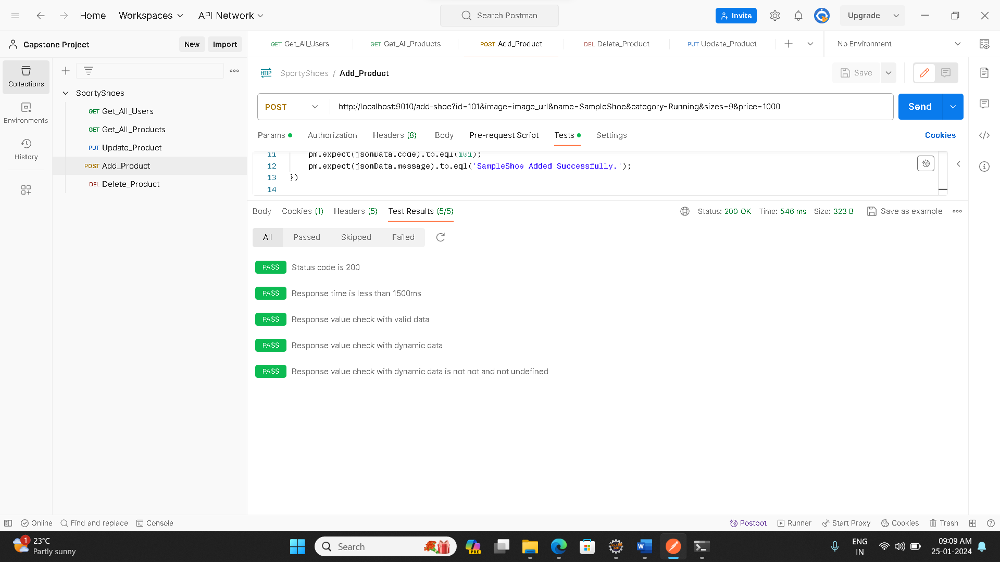 Home Workspaces API Network Search Postman Invite Upgrade
Capstone Project New Import
GET Get_All_Users GET Get_All_Products POST Add_Product DEL Delete_Product PUT Update_Product No Environment
Collections
Environments
History
SportyShoes
GET Get_All_Users
GET Get_All_Products
PUT Update_Product
POST Add_Product
DEL Delete_Product
HTTP SportyShoes / Add_Product Save
POST http://localhost:9010/add-shoe?id=101&image=image_url&name=SampleShoe&category=Running&sizes=9&price=1000 Send
Params Authorization Headers (8) Body Pre-request Script Tests Settings Cookies
11 pm.expect(jsonData.code).to.eql(101);
12 pm.expect(jsonData.message).to.eql('SampleShoe Added Successfully.');
13 })
14
Body Cookies (1) Headers (5) Test Results (5/5) Status: 200 OK Time: 546 ms Size: 323 B Save as example
All Passed Skipped Failed
PASS Status code is 200
PASS Response time is less than 1500ms
PASS Response value check with valid data
PASS Response value check with dynamic data
PASS Response value check with dynamic data is not not and not undefined
Online Find and replace Console Postbot Runner Start Proxy Cookies Trash
1 23°C
Partly sunny
Search
PRE
ENG
IN
09:09 AM
25-01-2024